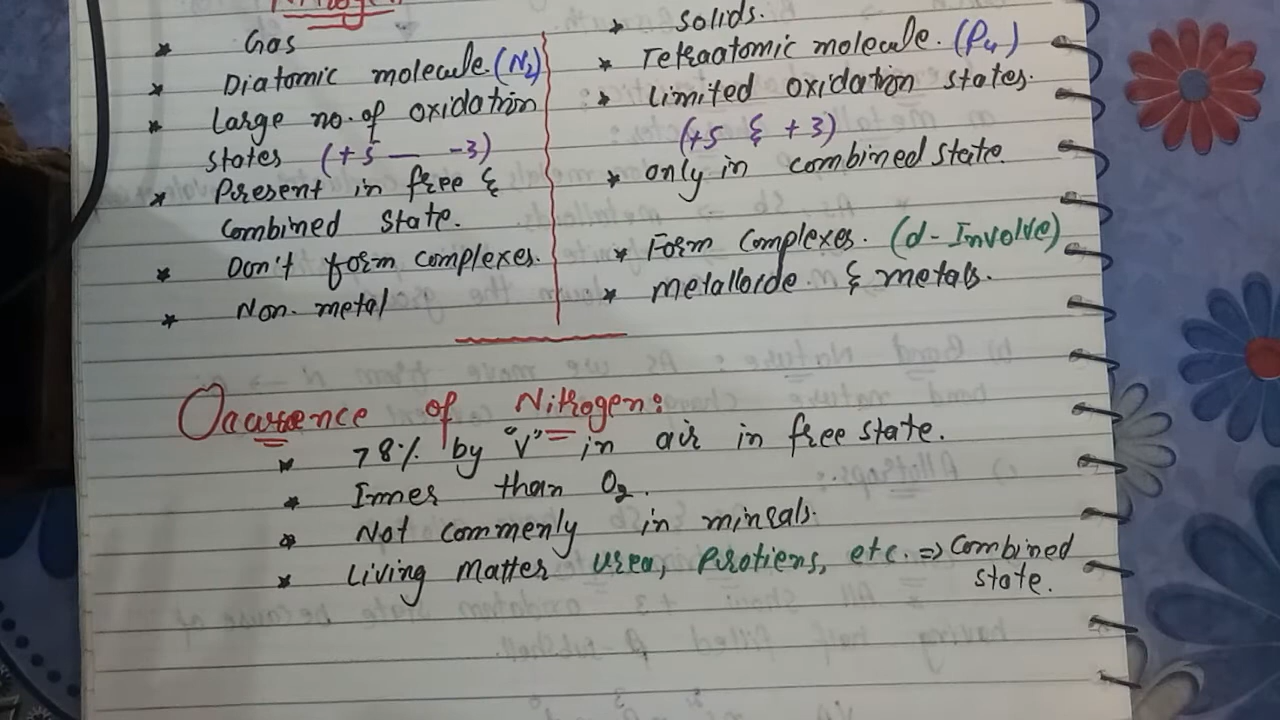 Nitrogen
* Gas
* Diatomic molecule. (N2)
* Large no. of oxidation
states (+5 — -3)
* Present in free &
Combined state.
* Don't form complexes.
* Non-metal
* Solids.
* Tetraatomic molecule. (P4)
* Limited oxidation states.
(+5 & +3)
* only in combined state.
* Form Complexes. (d-Involve)
* metalloide & metals.
Occurence of Nitrogen:
* 78% by "V" in air in free state.
* than O2.
* Not commenly in minrals.
* Living matter urea, protiens, etc. ⇒ Combined
state.